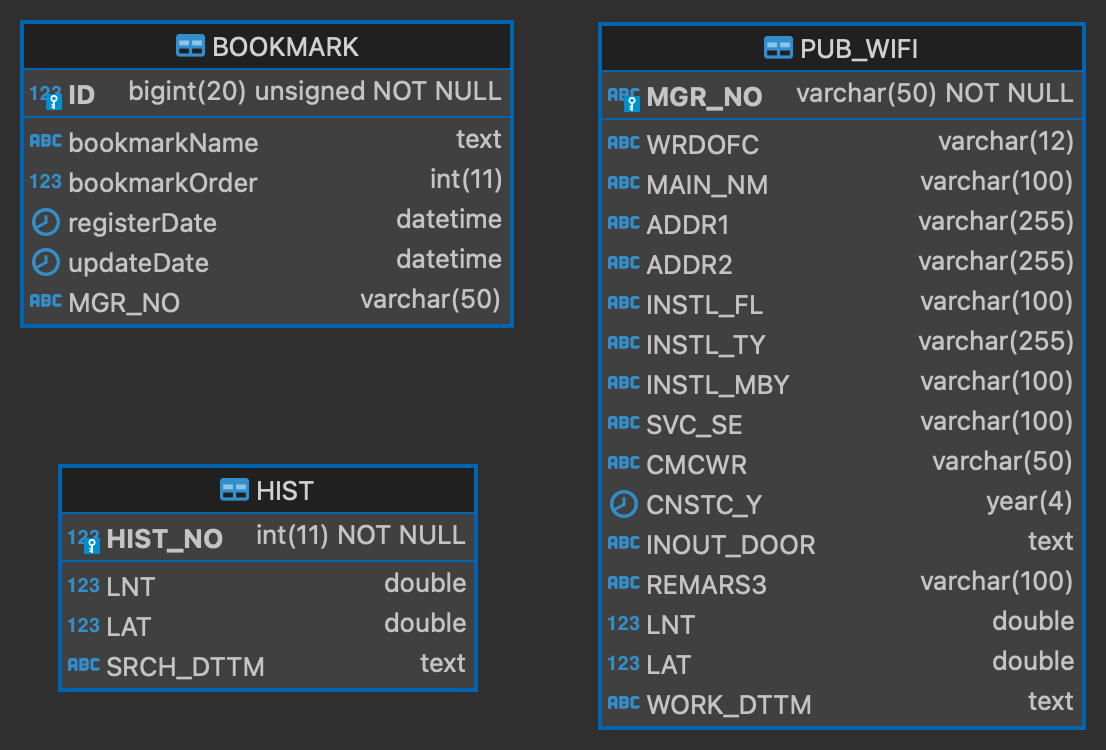 BOOKMARK
123 ID bigint(20) unsigned NOT NULL
ABC bookmarkName text
123 bookmarkOrder int(11)
registerDate datetime
updateDate datetime
ABC MGR_NO varchar(50)
HIST
123 HIST_NO int(11) NOT NULL
123 LNT double
123 LAT double
ABC SRCH_DTTM text
PUB_WIFI
ABC MGR_NO varchar(50) NOT NULL
ABC WRDOFC varchar(12)
ABC MAIN_NM varchar(100)
ABC ADDR1 varchar(255)
ABC ADDR2 varchar(255)
ABC INSTL_FL varchar(100)
ABC INSTL_TY varchar(255)
ABC INSTL_MBY varchar(100)
ABC SVC_SE varchar(100)
ABC CMCWR varchar(50)
CNSTC_Y year(4)
ABC INOUT_DOOR text
ABC REMARS3 varchar(100)
123 LNT double
123 LAT double
ABC WORK_DTTM text